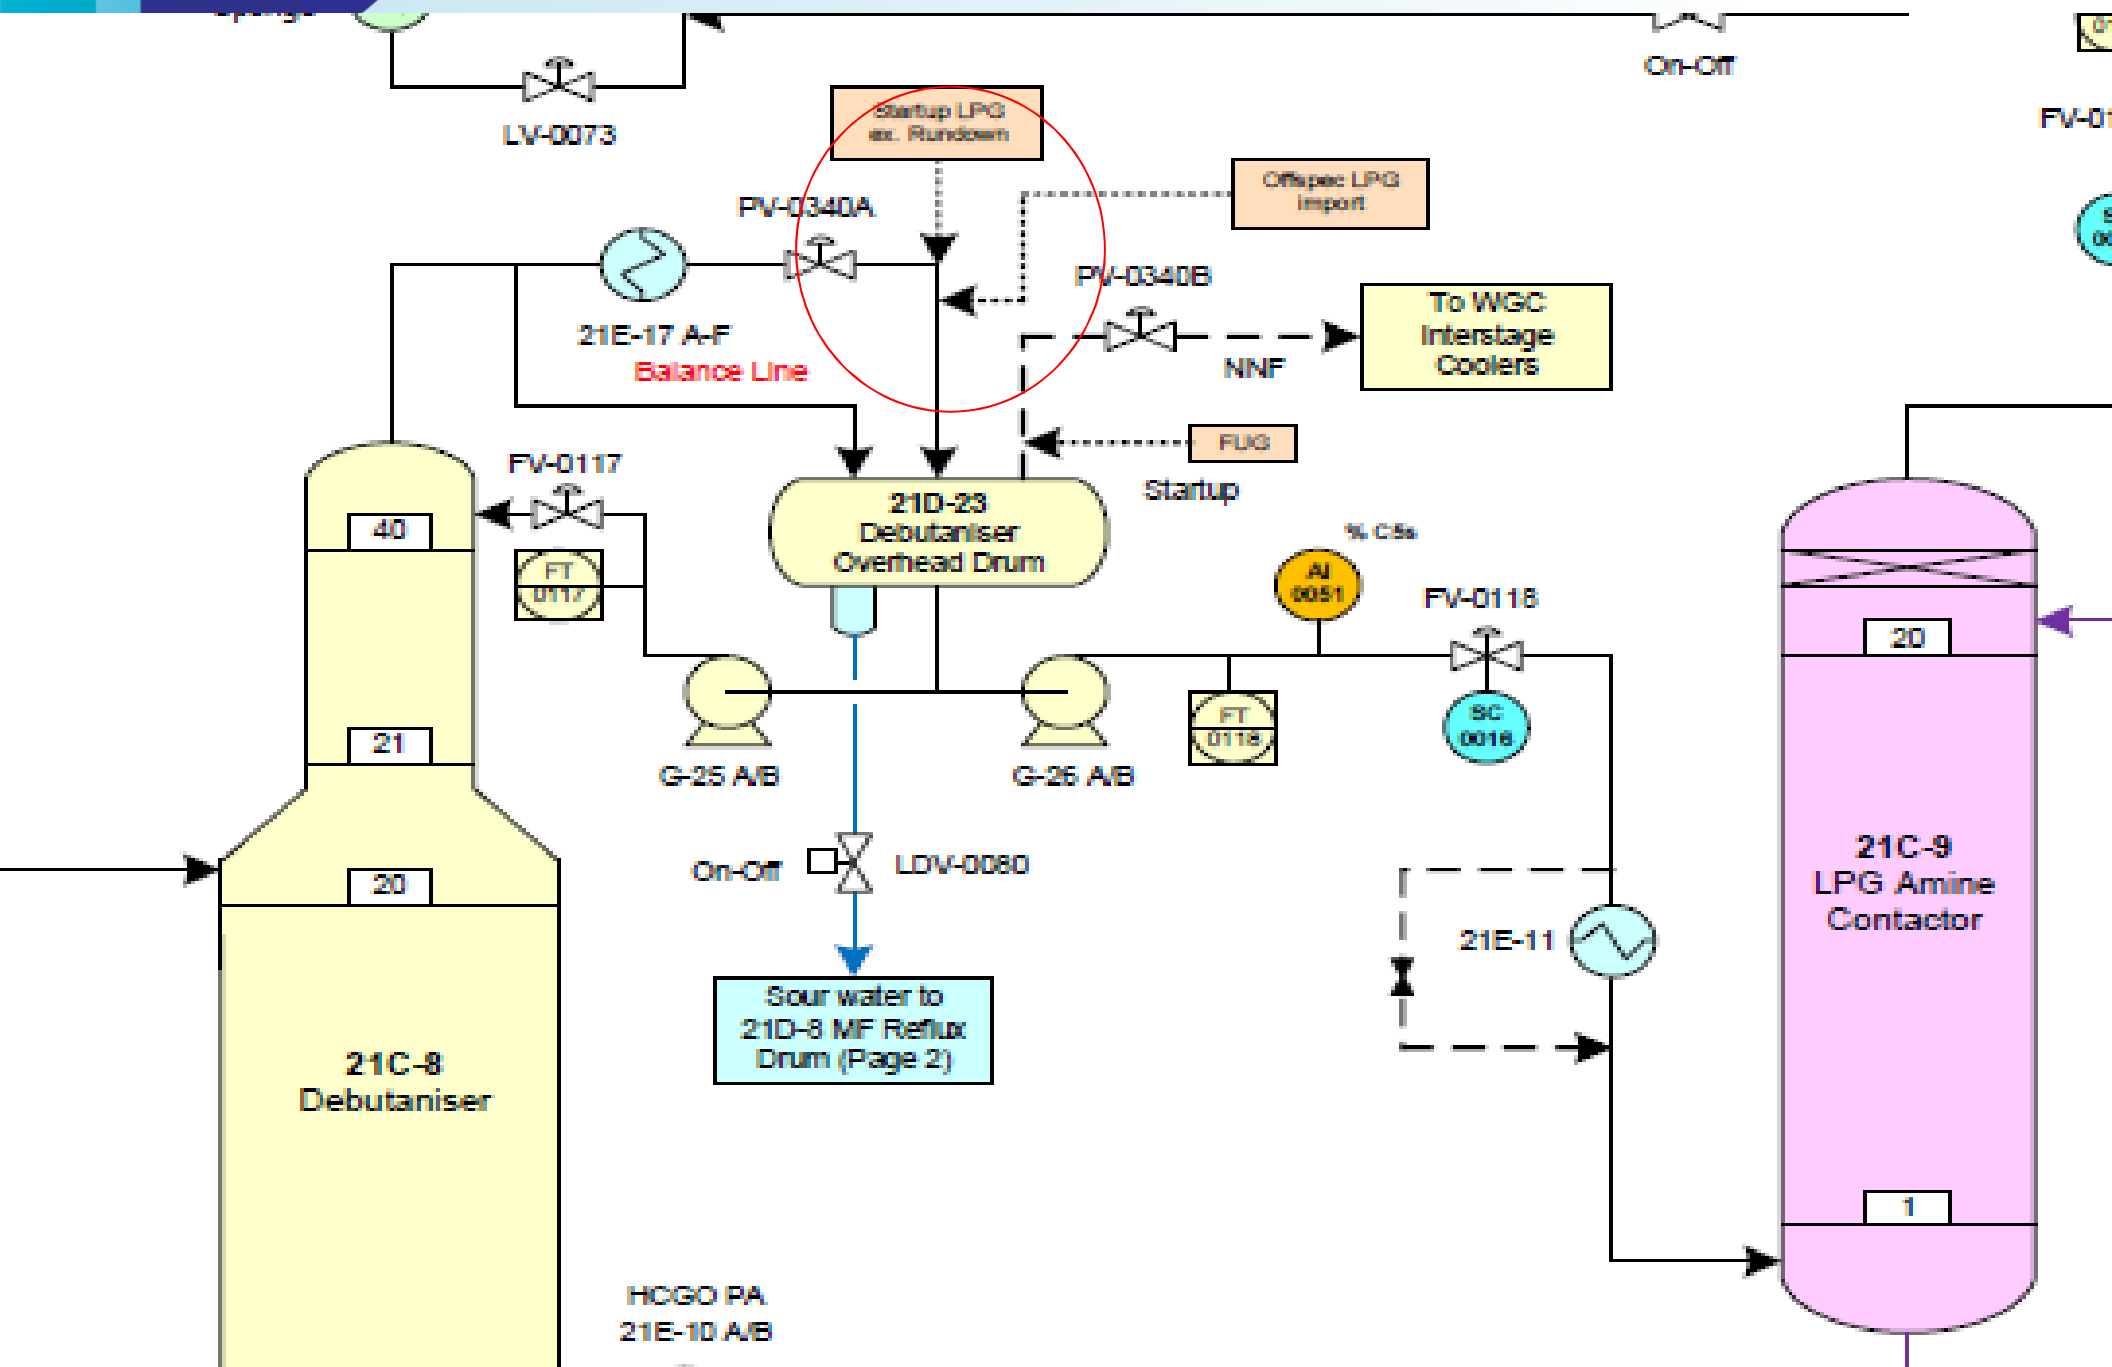 On-Off
LV-0073
Startup LPG
ex. Rundown
PV-0340A
Offspec LPG
import
PV-0340B
To WGC
Interstage
Coolers
21E-17 A-F
Balance Line
NNF
FUG
Startup
FV-0117
40
FT
0117
21D-23
Debutaniser
Overhead Drum
% C5s
AI
0051
FV-0118
20
FT
0118
SC
0016
21
G-25 A/B
G-26 A/B
On-Off
LDV-0080
20
21C-9
LPG Amine
Contactor
21E-11
Sour water to
21D-8 MF Reflux
Drum (Page 2)
21C-8
Debutaniser
1
HCGO PA
21E-10 A/B